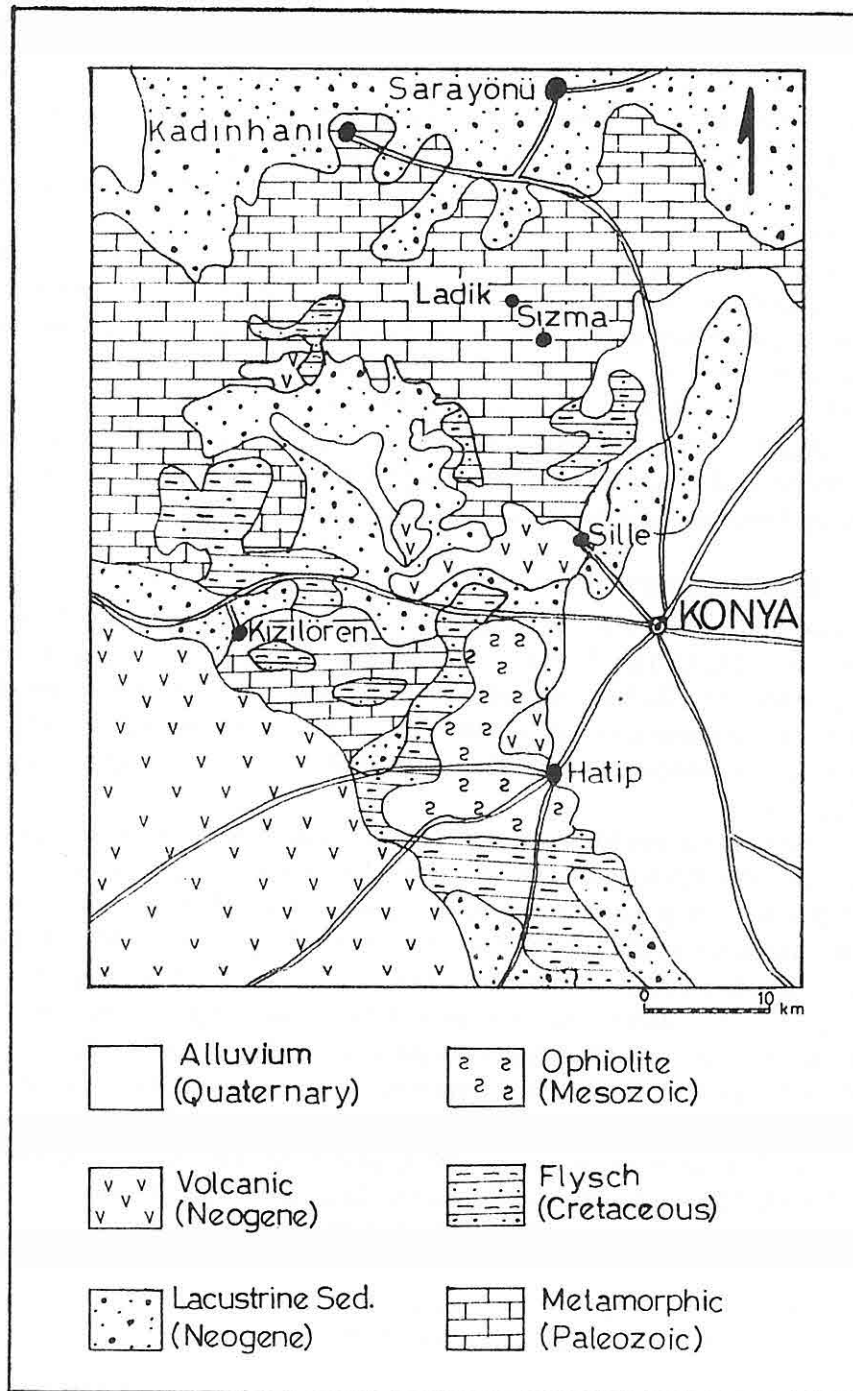 Sarayönü
Kadınhanı
Ladik
Sızma
Sille
KONYA
Kızılören
Hatip
0 10
km
Alluvium
(Quaternary)
Ophiolite
(Mesozoic)
Volcanic
(Neogene)
Flysch
(Cretaceous)
Lacustrine Sed.
(Neogene)
Metamorphic
(Paleozoic)